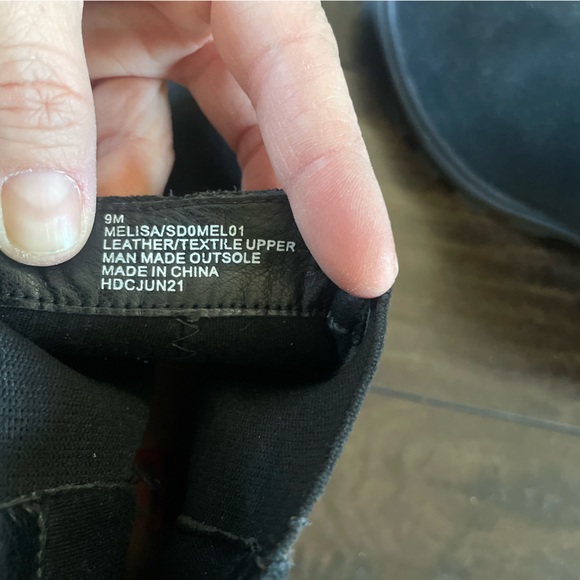 9M
MELISA/SD0MEL01
LEATHER/TEXTILE UPPER
MAN MADE OUTSOLE
MADE IN CHINA
HDCJUN21